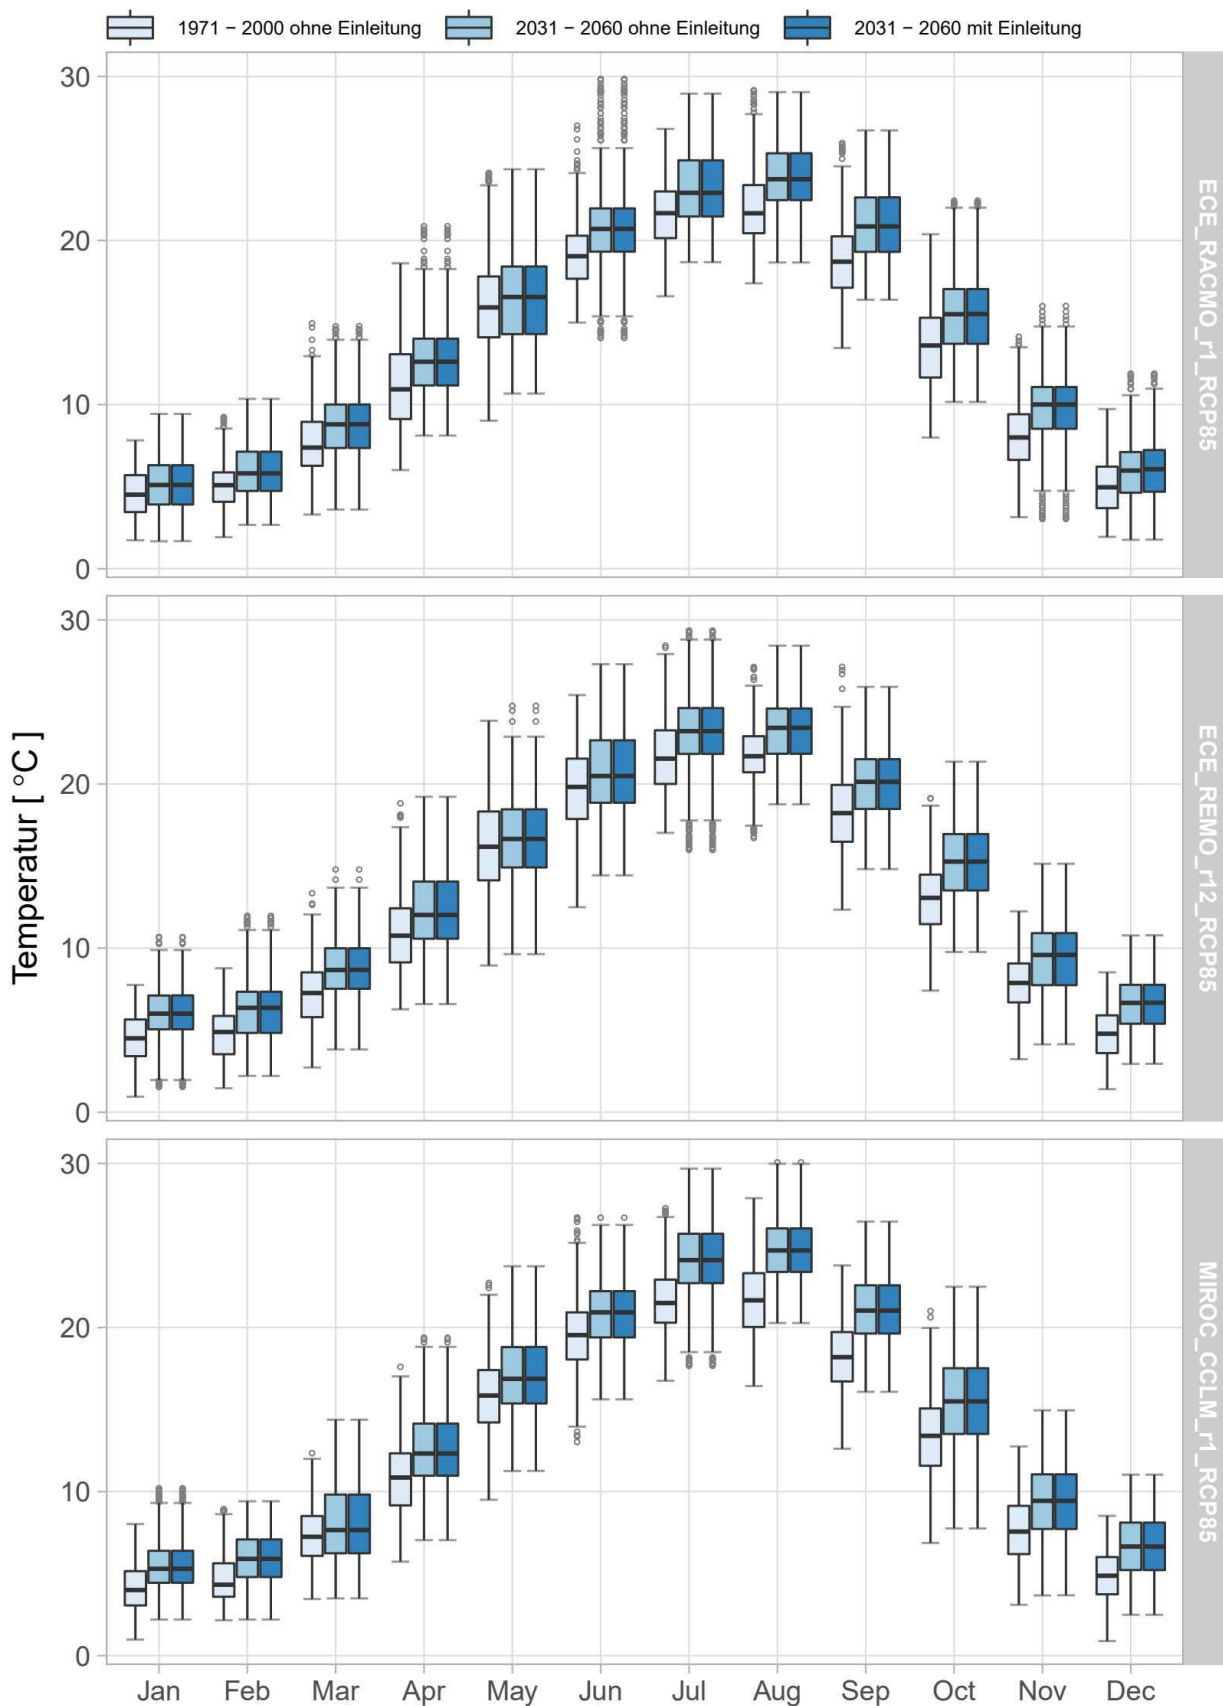 1971 − 2000 ohne Einleitung 2031 − 2060 ohne Einleitung 2031 − 2060 mit Einleitung
30
20
10
0
ECE_RACMO_r1_RCP85
Temperatur [ °C ]
30
20
10
0
ECE_REMO_r12_RCP85
30
20
10
0
MIROC_CCLM_r1_RCP85
Jan Feb Mar Apr May Jun Jul Aug Sep Oct Nov Dec